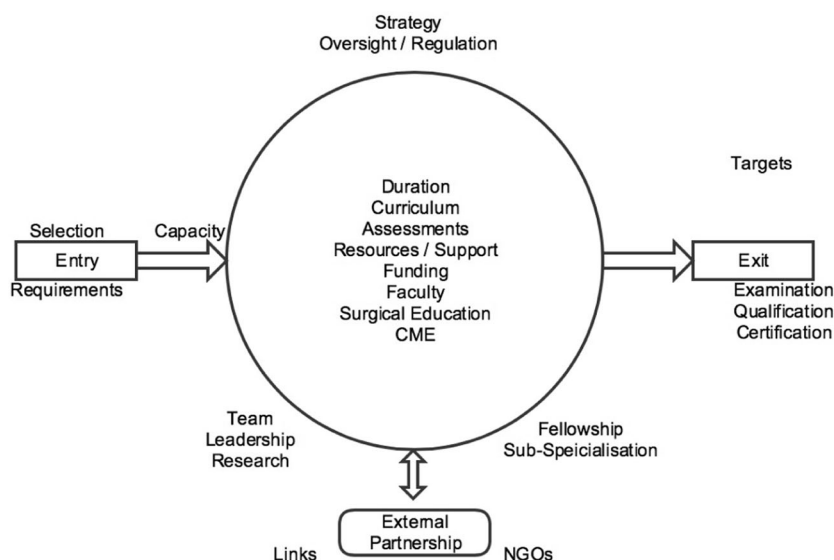 Strategy
Oversight / Regulation
Targets
Duration
Curriculum
Assessments
Resources / Support
Funding
Faculty
Surgical Education
CME
Selection
Capacity
Entry
Requirements
Exit
Examination
Qualification
Certification
Team
Leadership
Research
Fellowship
Sub-Speicialisation
External
Partnership
Links
NGOs